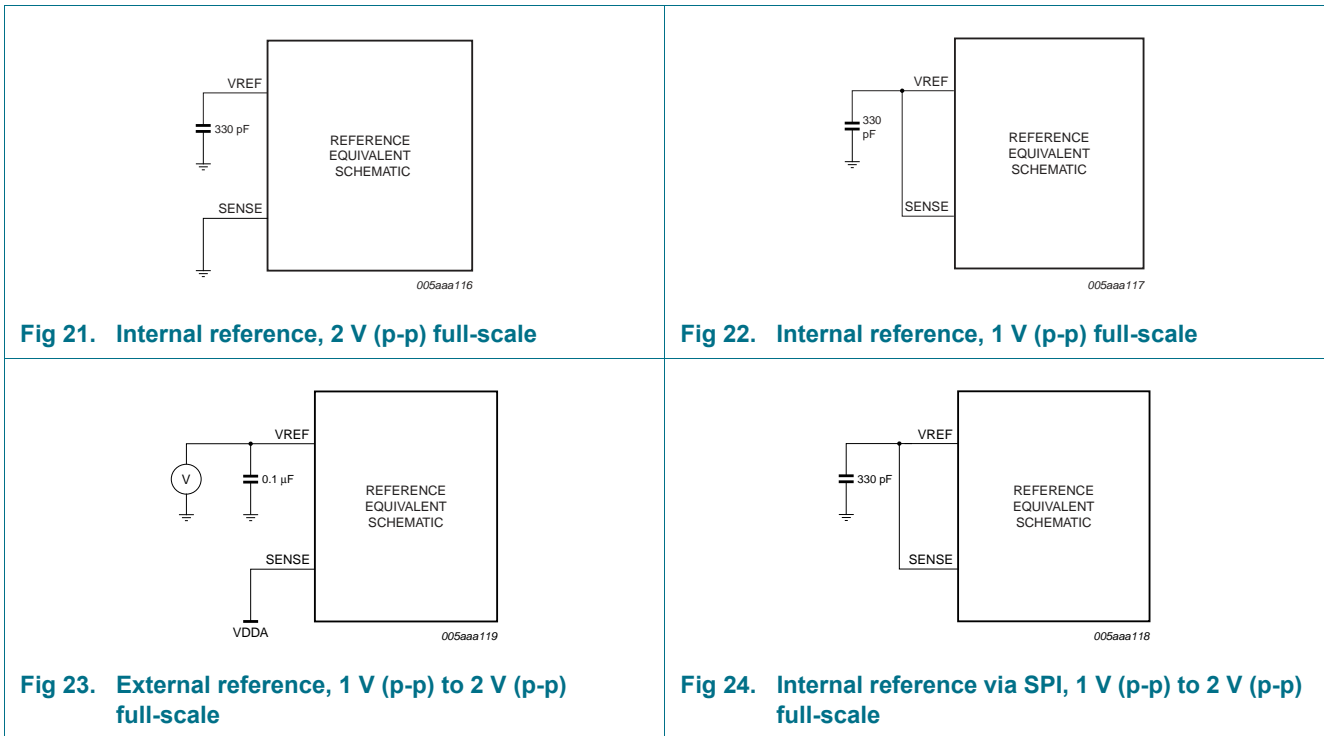 VREF
330 pF
REFERENCE
EQUIVALENT
SCHEMATIC
SENSE
005aaa116
Fig 21. Internal reference, 2 V (p-p) full-scale
VREF
330
pF
REFERENCE
EQUIVALENT
SCHEMATIC
SENSE
005aaa117
Fig 22. Internal reference, 1 V (p-p) full-scale
VREF
V
0.1 μF
REFERENCE
EQUIVALENT
SCHEMATIC
SENSE
VDDA
005aaa119
Fig 23. External reference, 1 V (p-p) to 2 V (p-p)
full-scale
VREF
330 pF
REFERENCE
EQUIVALENT
SCHEMATIC
SENSE
005aaa118
Fig 24. Internal reference via SPI, 1 V (p-p) to 2 V (p-p)
full-scale